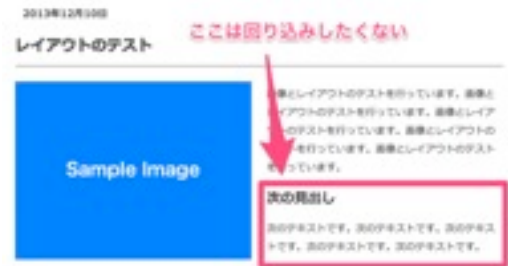 2013年12月10日
ここは回り込みしたくない
レイアウトのテスト
画像とレイアウトのテストを行っています。画像と
イアウトのテストを行っています。画像とレイア
のテストを行っています。画像とレイアウトの
を行っています。画像とレイアウトのテスト
っています。
Sample Image
次の見出し
次のテキストです。次のテキストです。次のテキス
トです。次のテキストです。次のテキストです。